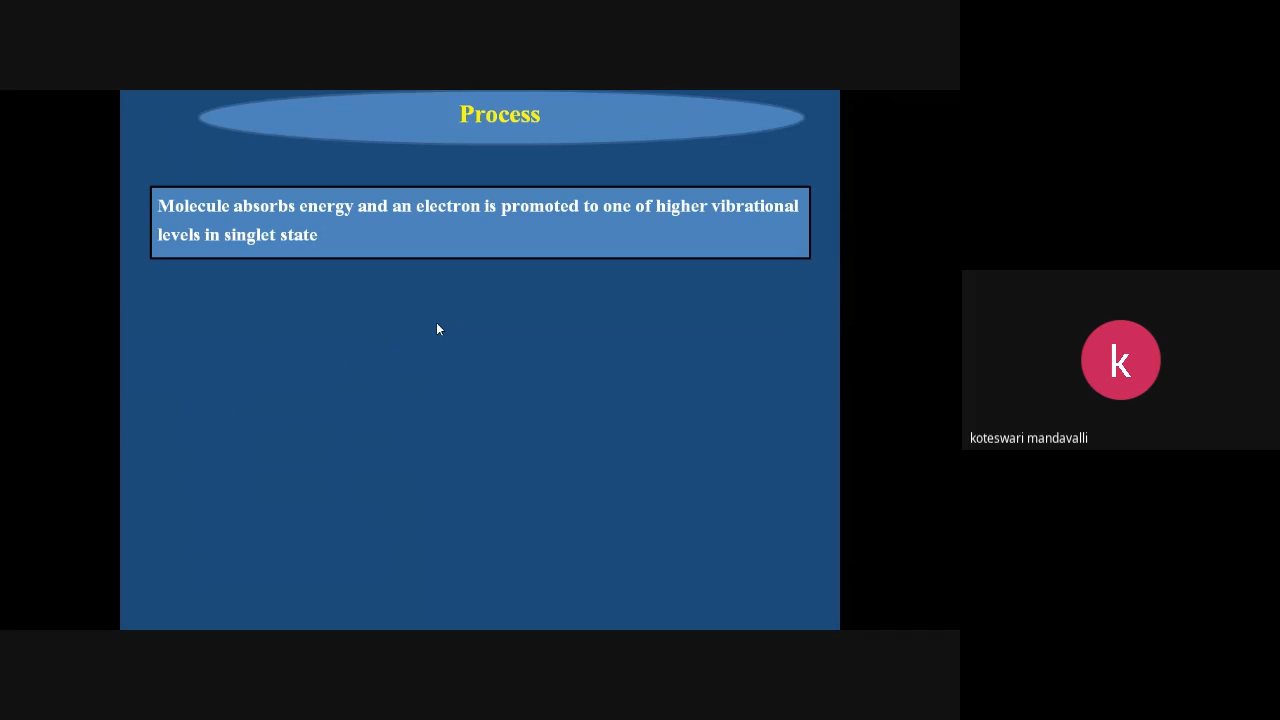 Process
Molecule absorbs energy and an electron is promoted to one of higher vibrational
levels in singlet state
k
koteswari mandavalli